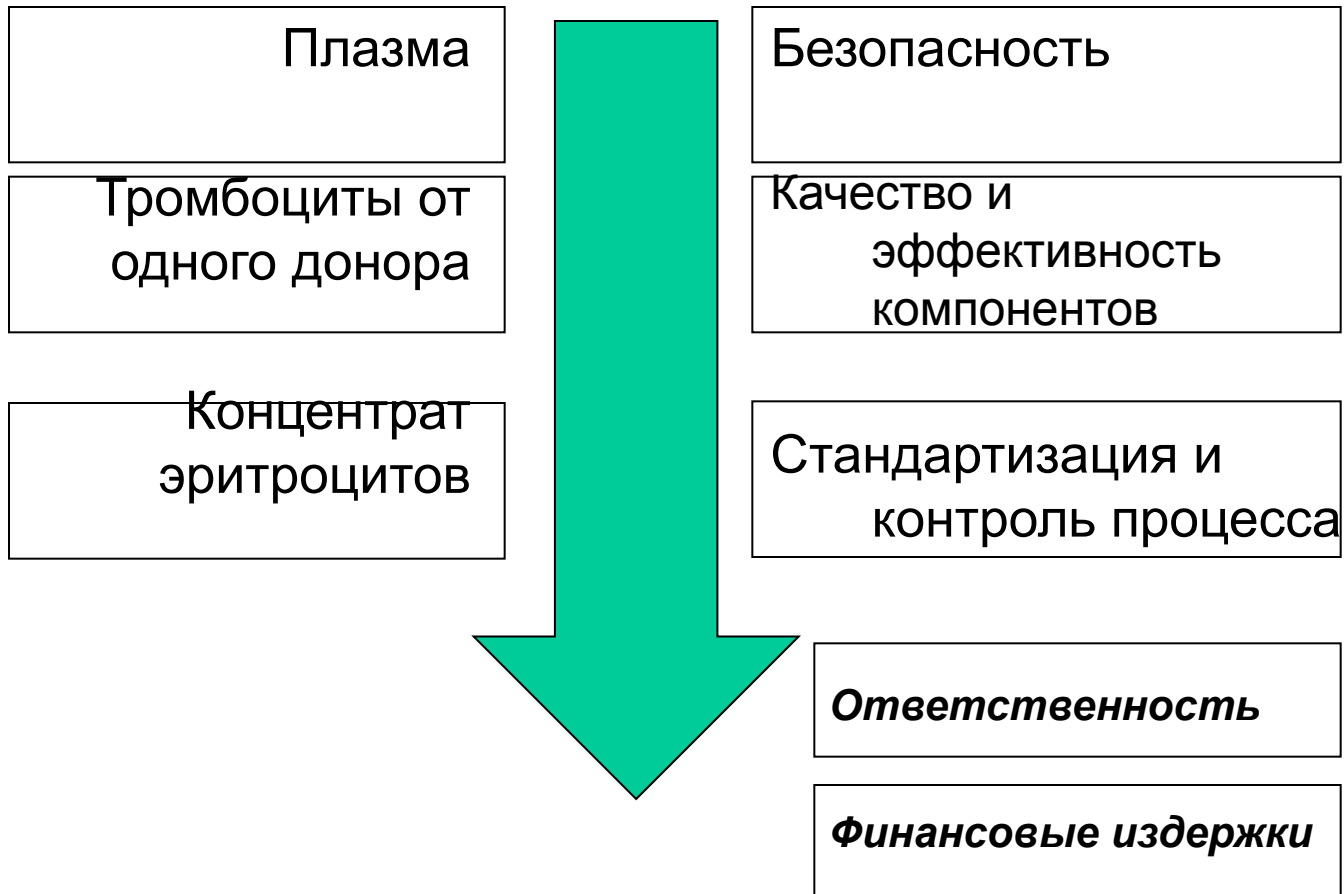 Плазма
Безопасность
Тромбоциты от
одного донора
Качество и
эффективность
компонентов
Концентрат
эритроцитов
Стандартизация и
контроль процесса
Ответственность
Финансовые издержки